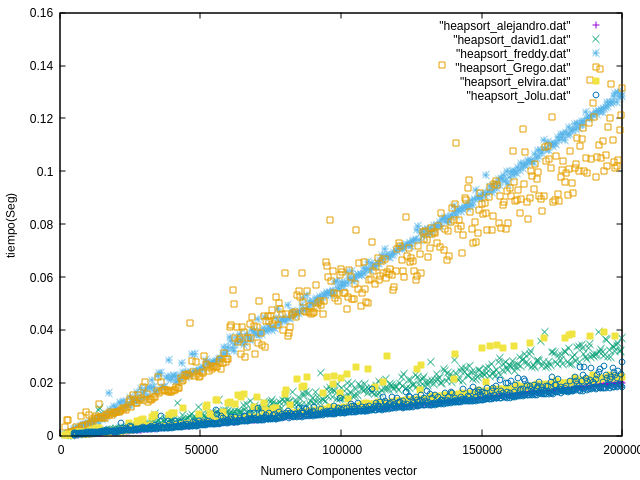 0.16
0.14
0.12
0.1
0.08
0.06
0.04
0.02
0
tiempo(Seg)
"heapsort_alejandro.dat"
"heapsort_david1.dat"
"heapsort_freddy.dat"
"heapsort_Grego.dat"
"heapsort_elvira.dat"
"heapsort_Jolu.dat"
0 50000 100000 150000 200000
Numero Componentes vector